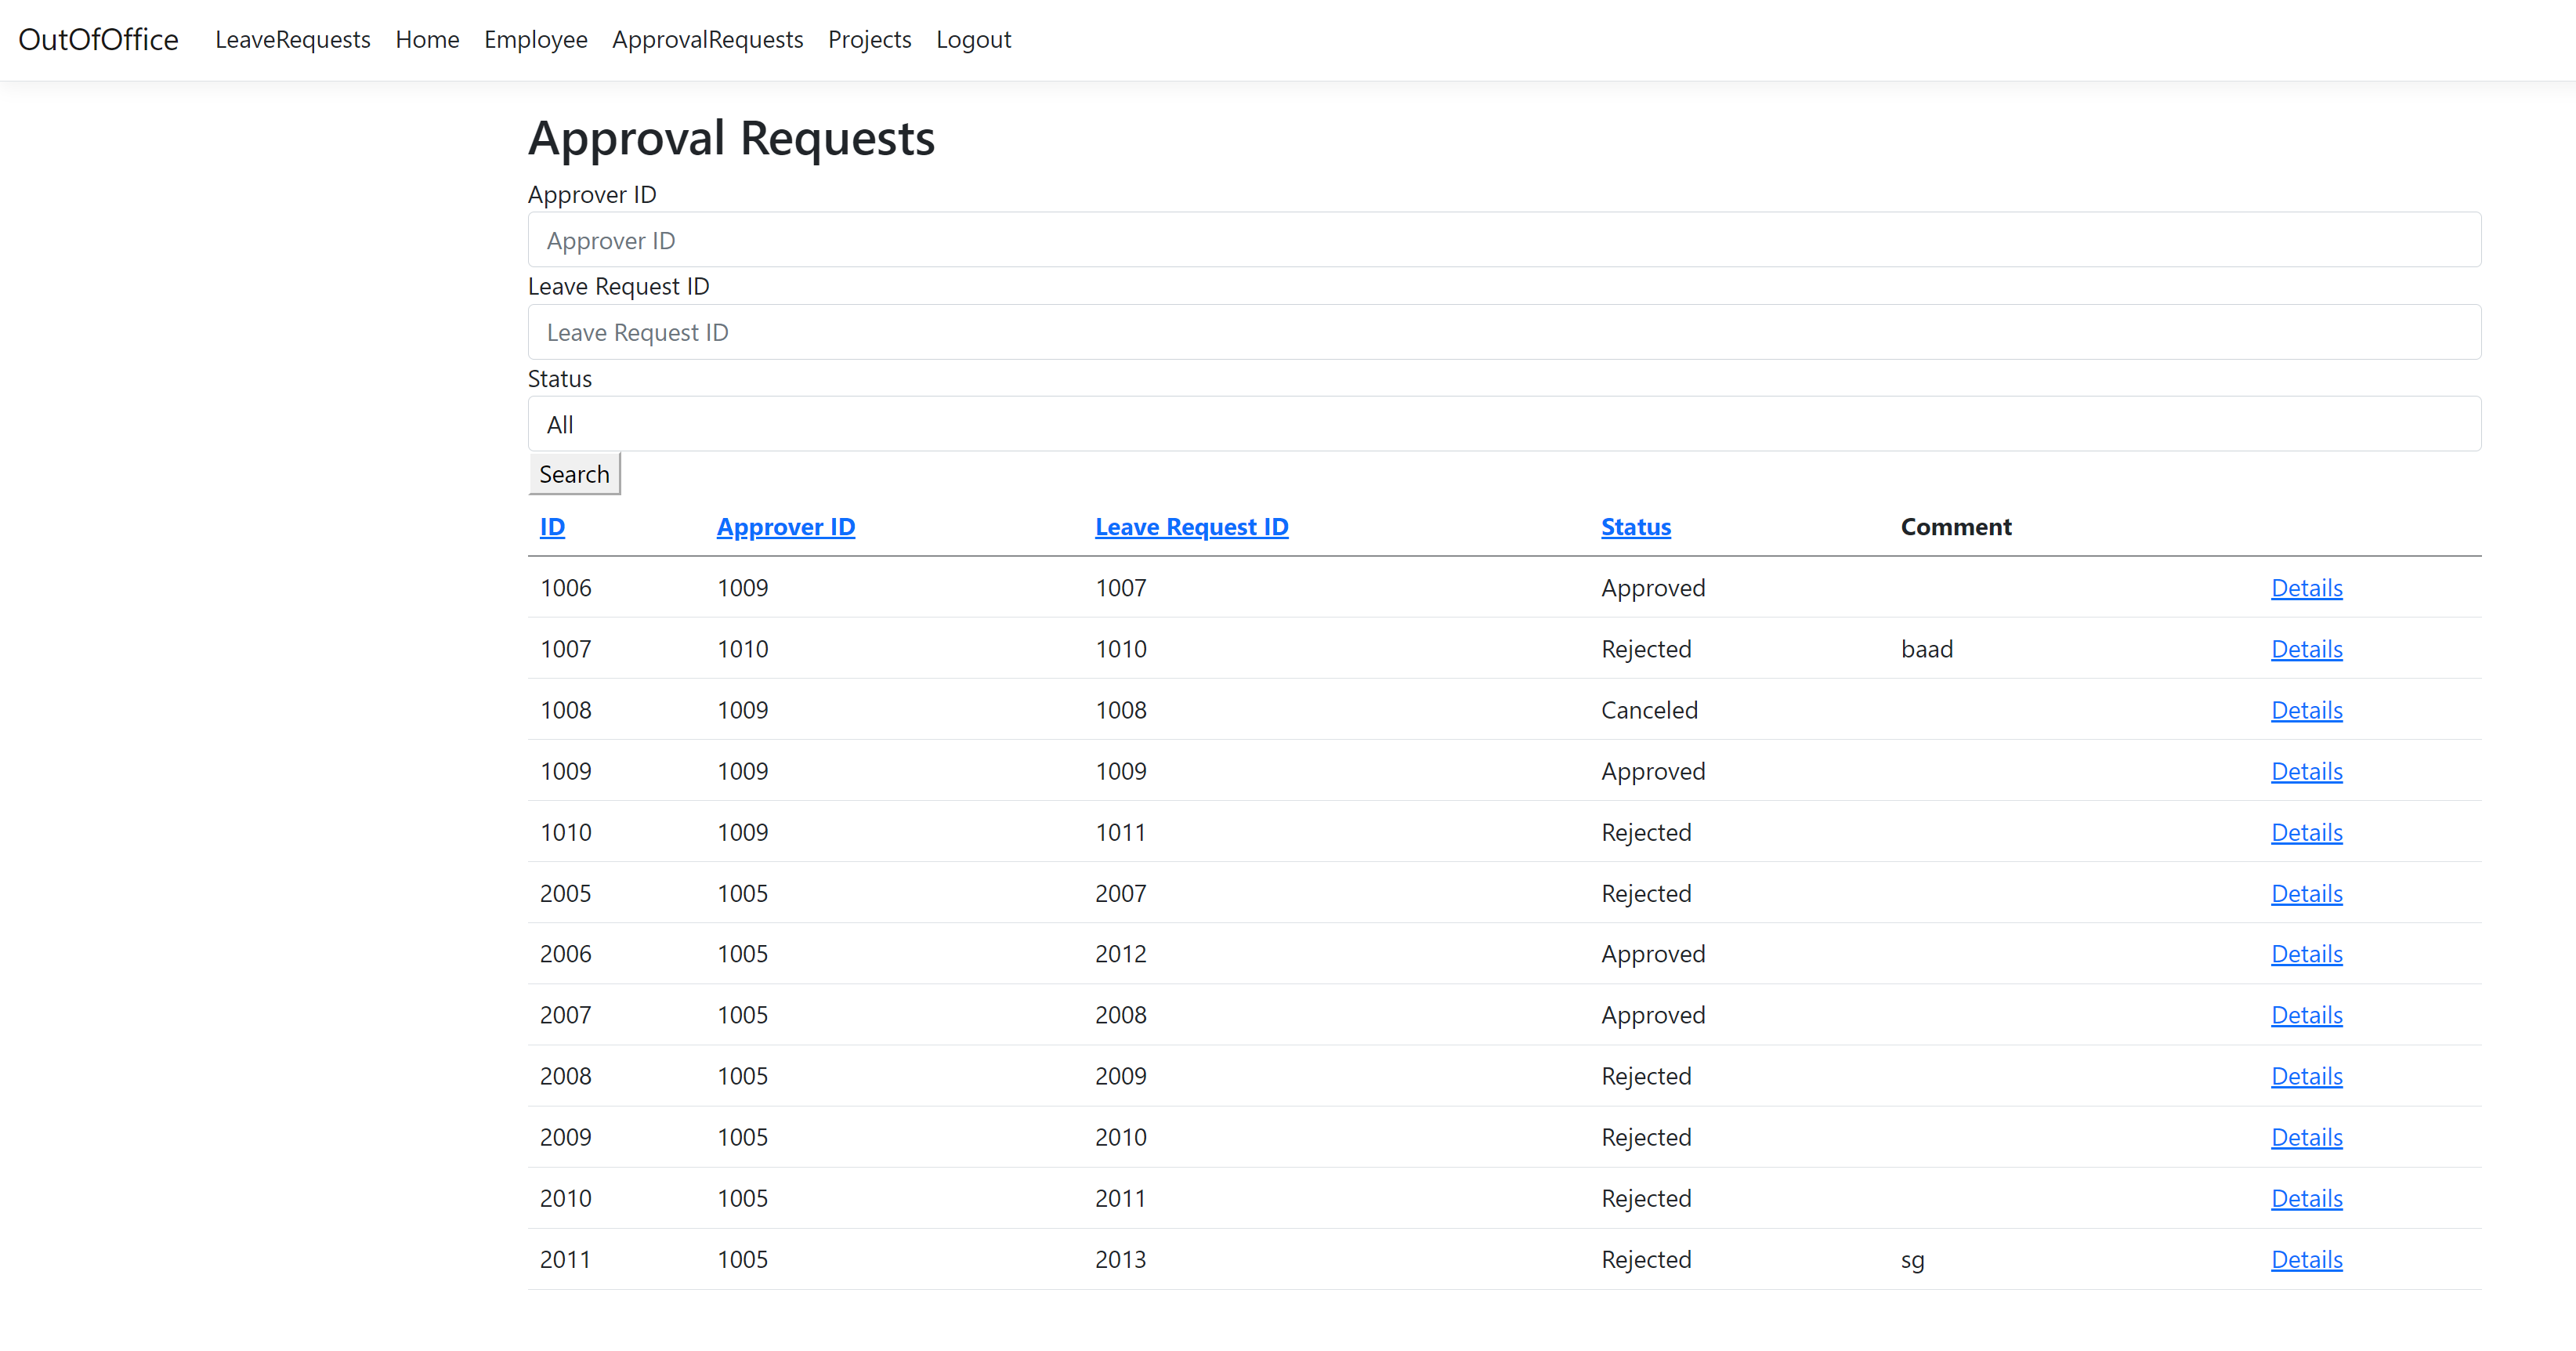 OutOfOffice LeaveRequests Home Employee ApprovalRequests Projects Logout
Approval Requests
Approver ID
Approver ID
Leave Request ID
Leave Request ID
Status
All
Search
ID Approver ID Leave Request ID Status Comment
1006 1009 1007 Approved Details
1007 1010 1010 Rejected baad Details
1008 1009 1008 Canceled Details
1009 1009 1009 Approved Details
1010 1009 1011 Rejected Details
2005 1005 2007 Rejected Details
2006 1005 2012 Approved Details
2007 1005 2008 Approved Details
2008 1005 2009 Rejected Details
2009 1005 2010 Rejected Details
2010 1005 2011 Rejected Details
2011 1005 2013 Rejected sg Details